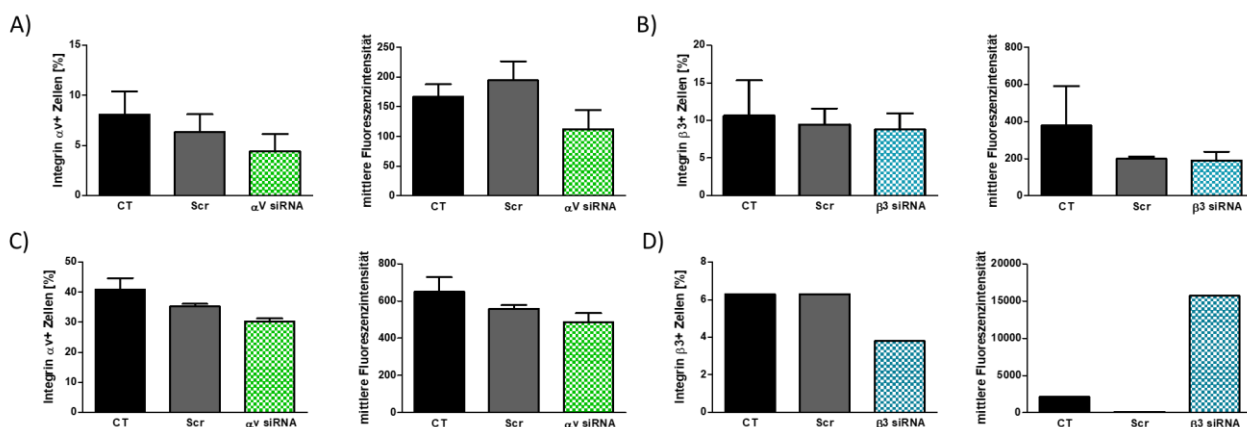 A)
Integrin αv+ Zellen [%]
15
10
5
0
CT Scr αV siRNA
mittlere Fluoreszenzintensität
250
200
150
100
50
0
CT Scr αV siRNA
B)
Integrin β3+ Zellen [%]
20
15
10
5
0
CT Scr β3 siRNA
mittlere Fluoreszenzintensität
800
600
400
200
0
CT Scr β3 siRNA
C)
Integrin αv+ Zellen [%]
50
40
30
20
10
0
CT Scr αv siRNA
mittlere Fluoreszenzintensität
800
600
400
200
0
CT Scr αv siRNA
D)
Integrin β3+ Zellen [%]
8
6
4
2
0
CT Scr β3 siRNA
mittlere Fluoreszenzintensität
20000
15000
10000
5000
0
CT Scr β3 siRNA